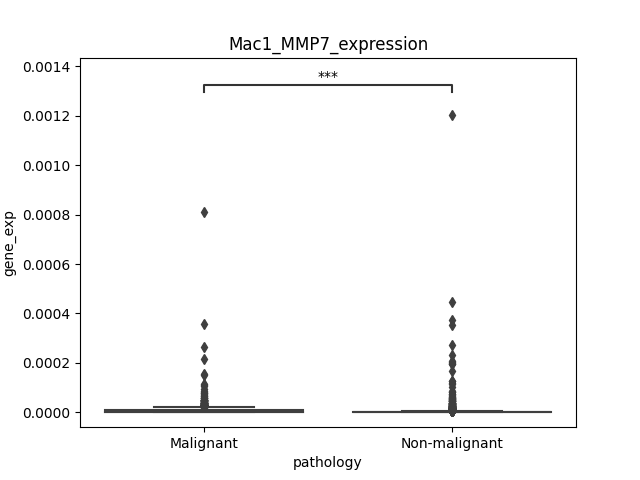 Mac1_MMP7_expression
0.0014
***
0.0012
0.0010
0.0008
0.0006
0.0004
0.0002
0.0000
gene_exp
Malignant
Non-malignant
pathology